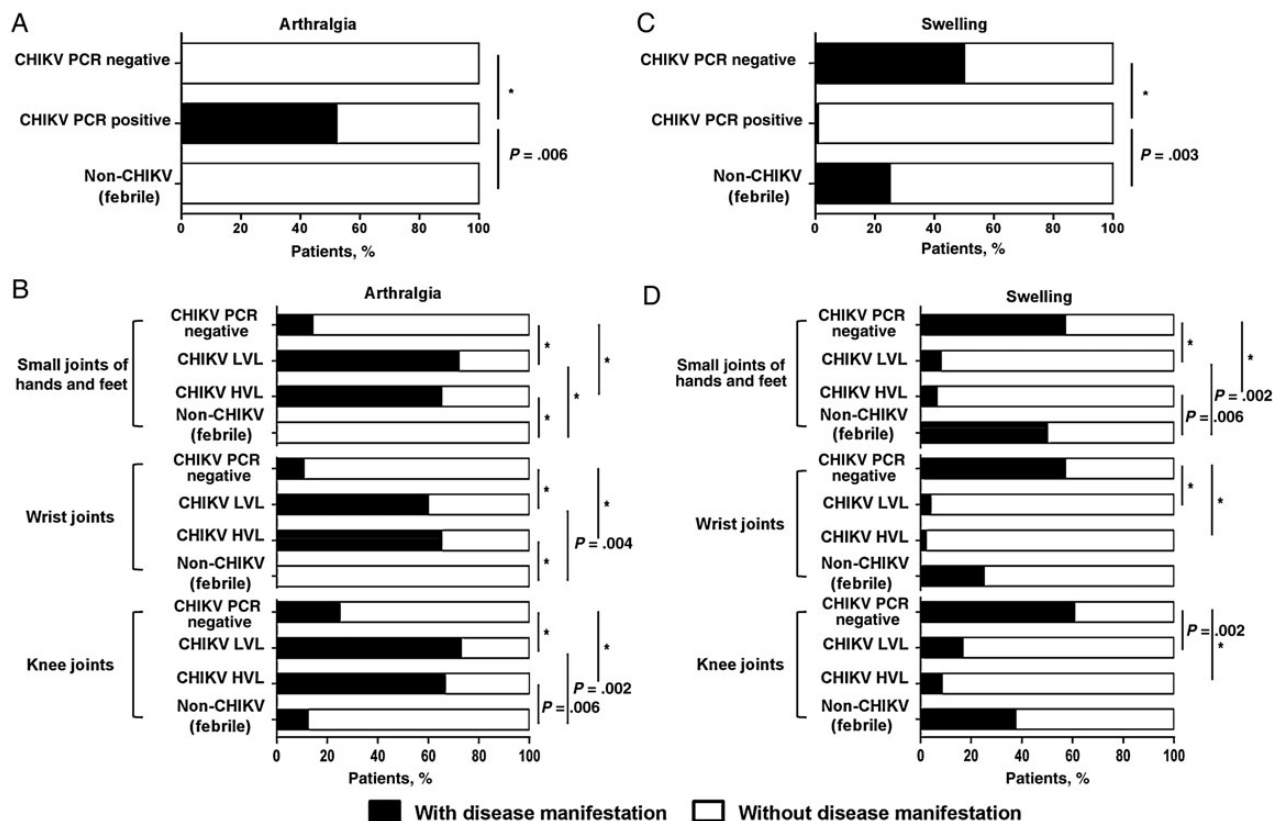 A
Arthralgia
CHIKV PCR negative
CHIKV PCR positive
Non-CHIKV
(febrile)
*
P = .006
0 20 40 60 80 100
Patients, %
C
Swelling
CHIKV PCR negative
CHIKV PCR positive
Non-CHIKV
(febrile)
*
P = .003
0 20 40 60 80 100
Patients, %
B
Arthralgia
Small joints of
hands and feet
CHIKV PCR
negative
CHIKV LVL
CHIKV HVL
Non-CHIKV
(febrile)
*
*
*
*
Wrist joints
CHIKV PCR
negative
CHIKV LVL
CHIKV HVL
Non-CHIKV
(febrile)
*
*
P = .004
*
Knee joints
CHIKV PCR
negative
CHIKV LVL
CHIKV HVL
Non-CHIKV
(febrile)
*
*
P = .002
P = .006
0 20 40 60 80 100
Patients, %
D
Swelling
Small joints of
hands and feet
CHIKV PCR
negative
CHIKV LVL
CHIKV HVL
Non-CHIKV
(febrile)
*
*
P = .002
P = .006
Wrist joints
CHIKV PCR
negative
CHIKV LVL
CHIKV HVL
Non-CHIKV
(febrile)
*
*
Knee joints
CHIKV PCR
negative
CHIKV LVL
CHIKV HVL
Non-CHIKV
(febrile)
P = .002
*
0 20 40 60 80 100
Patients, %
With disease manifestation
Without disease manifestation